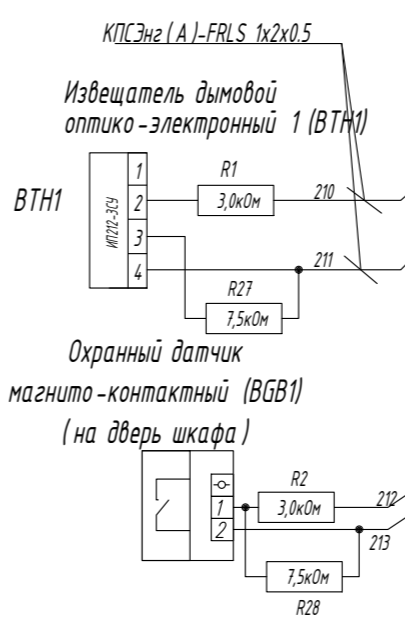 КПСЭнг(А)-FRLS 1x2x0.5
Извещатель дымовой
оптико-электронный 1 (BTH1)
BTH1
ИП212-3СУ
1
2
3
4
R1
3,0кОм
210
211
R27
7,5кОм
Охранный датчик
магнито-контактный (BGB1)
(на дверь шкафа)
1
2
R2
3,0кОм
212
213
7,5кОм
R28